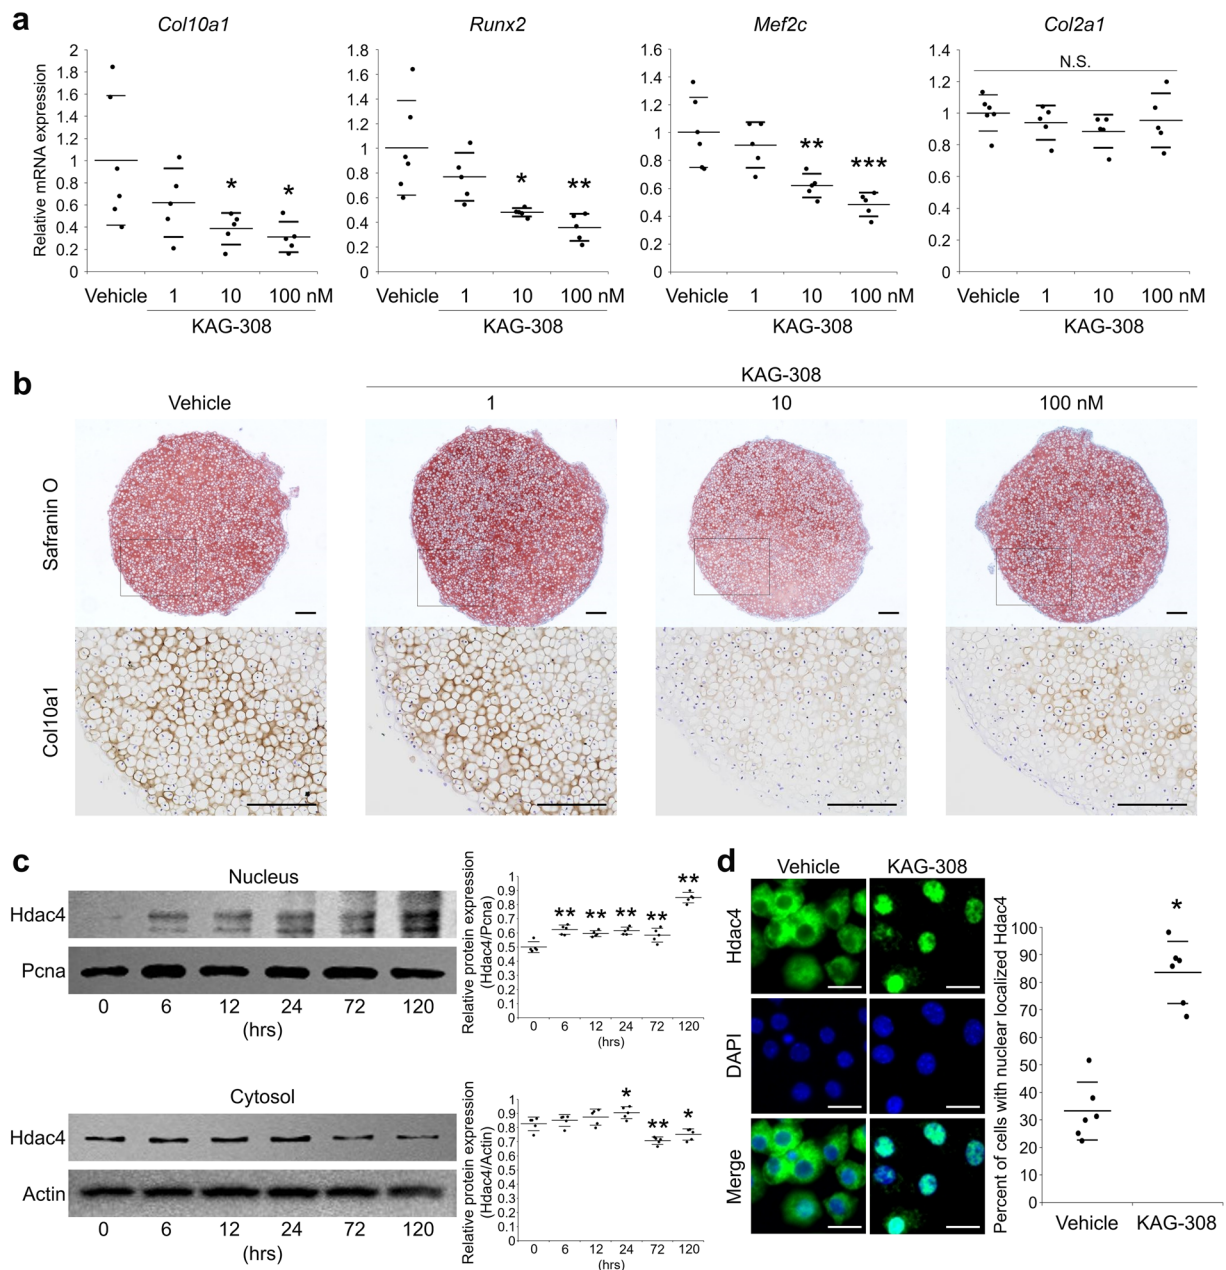 a
Col10a1
Runx2
Mef2c
Col2a1
Relative mRNA expression
2
1.8
1.6
1.4
1.2
1
0.8
0.6
0.4
0.2
0
*
*
Vehicle 1 10 100 nM
KAG-308
1.8
1.6
1.4
1.2
1
0.8
0.6
0.4
0.2
0
*
**
Vehicle 1 10 100 nM
KAG-308
1.6
1.4
1.2
1
0.8
0.6
0.4
0.2
0
**
***
Vehicle 1 10 100 nM
KAG-308
1.4
1.2
1
0.8
0.6
0.4
0.2
0
N.S.
Vehicle 1 10 100 nM
KAG-308
b
KAG-308
Vehicle 1 10 100 nM
Safranin O
Col10a1
c
Nucleus
Hdac4
Pcna
0 6 12 24 72 120
(hrs)
Relative protein expression
(Hdac4/Pcna)
1
0.9
0.8
0.7
0.6
0.5
0.4
0.3
0.2
0.1
0
** ** ** ** **
0 6 12 24 72 120
(hrs)
Cytosol
Hdac4
Actin
0 6 12 24 72 120
(hrs)
Relative protein expression
(Hdac4/Actin)
1
0.9
0.8
0.7
0.6
0.5
0.4
0.3
0.2
0.1
0
* ** *
0 6 12 24 72 120
(hrs)
d
Vehicle KAG-308
Hdac4
DAPI
Merge
Percent of cells with nuclear localized Hdac4
100
90
80
70
60
50
40
30
20
10
0
*
Vehicle KAG-308